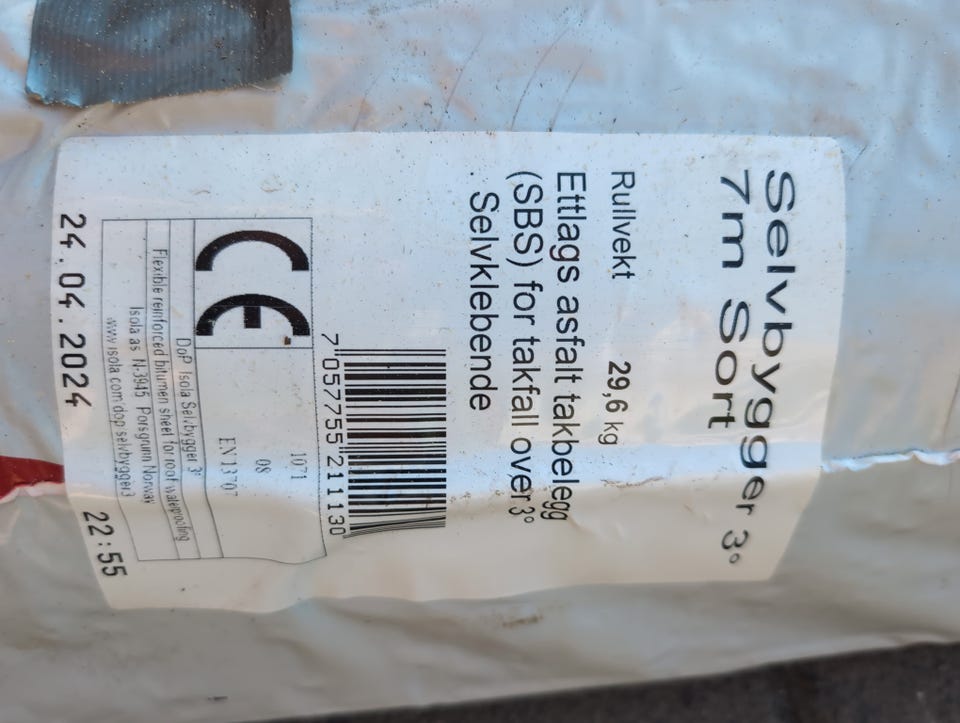 Selvbygger 3°
7m Sort
Rullvekt 29,6 kg
Ettlags asfalt takbelegg
(SBS) for takfall over 3°
. Selvklebende
7 057755 211130
CE
1071
08
EN13707
DoP Isola Selvbygger 3°
Flexible reinforced bitumen sheet for roof waterproofing
Isola as N-3945 Porsgrunn Norway
www.isola.com dop selvbygger3
24.04.2024 22:55